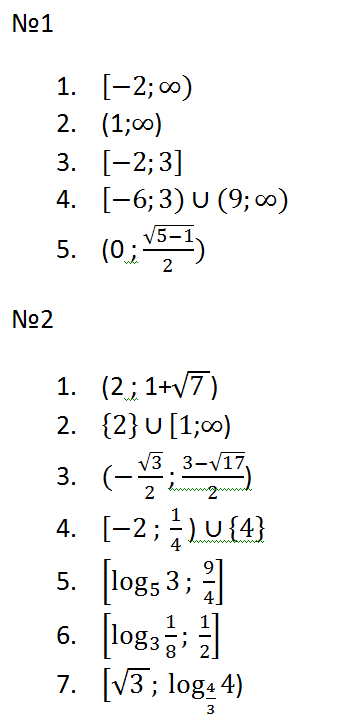 №1
1. [−2; ∞)
2. (1;∞)
3. [−2; 3]
4. [−6; 3) ∪ (9; ∞)
5. (0 ; √5−1/2)
№2
1. (2 ; 1+√7 )
2. {2} ∪ [1;∞)
3. (−√3/2 ; 3−√17/2)
4. [−2 ; 1/4 ) ∪ {4}
5. [log₅ 3 ; 9/4]
6. [log₃ 1/8 ; 1/2]
7. [√3 ; log_4/3 4)